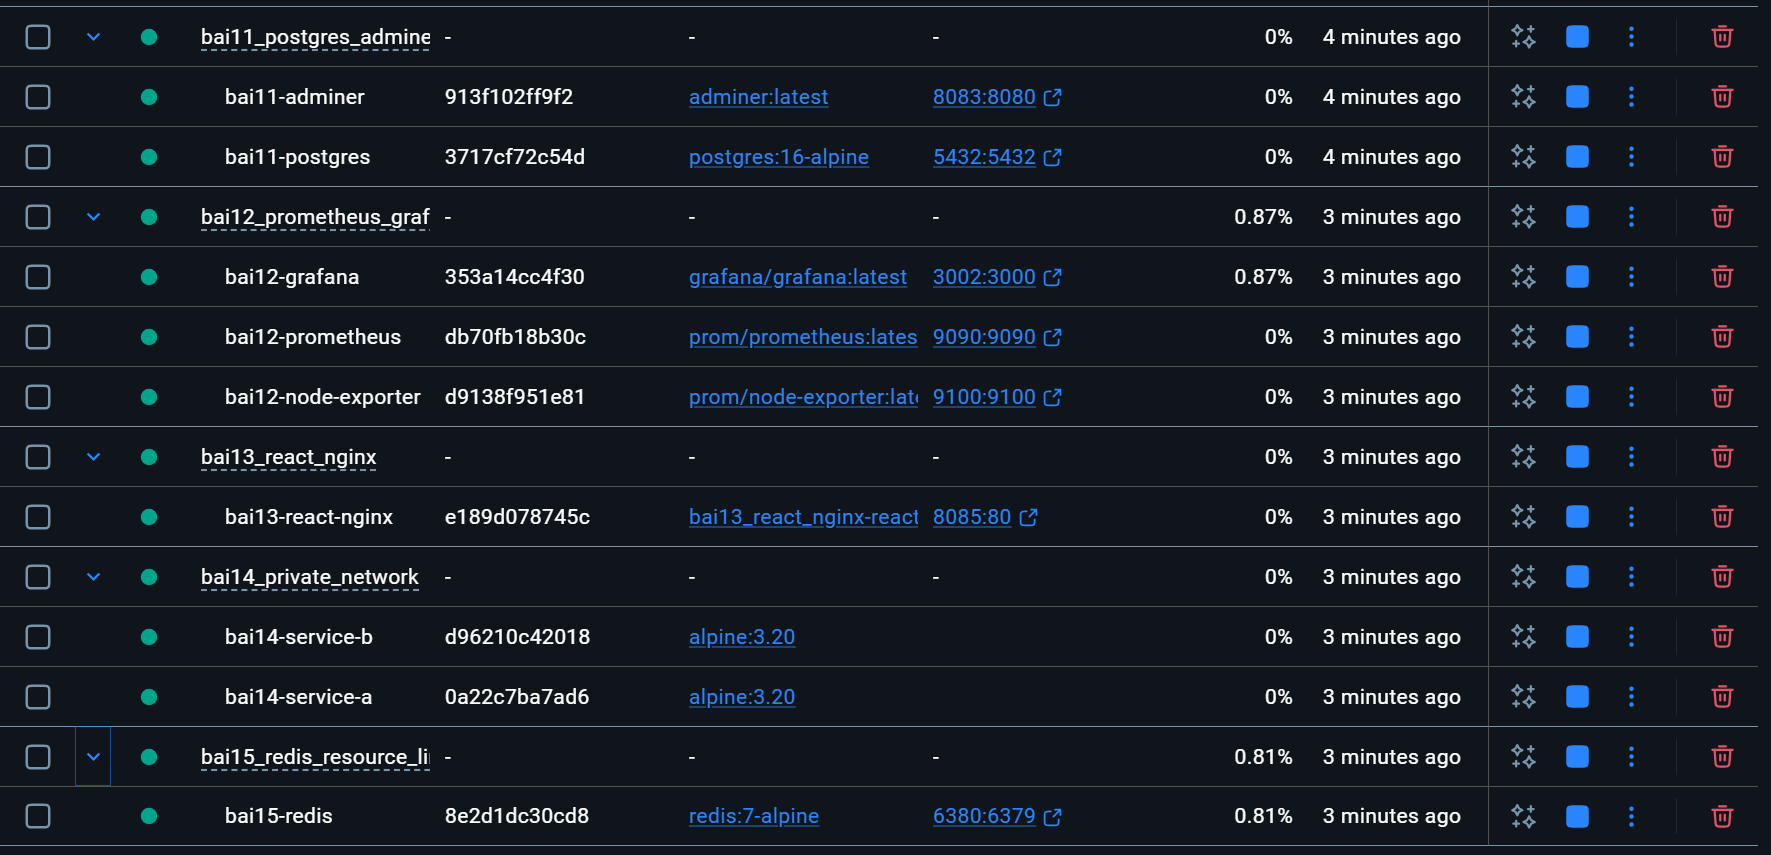 bai11_postgres_admine - - - 0% 4 minutes ago
bai11-adminer 913f102ff9f2 adminer:latest 8083:8080 0% 4 minutes ago
bai11-postgres 3717cf72c54d postgres:16-alpine 5432:5432 0% 4 minutes ago
bai12_prometheus_graf - - - 0.87% 3 minutes ago
bai12-grafana 353a14cc4f30 grafana/grafana:latest 3002:3000 0.87% 3 minutes ago
bai12-prometheus db70fb18b30c prom/prometheus:lates 9090:9090 0% 3 minutes ago
bai12-node-exporter d9138f951e81 prom/node-exporter:late 9100:9100 0% 3 minutes ago
bai13_react_nginx - - - 0% 3 minutes ago
bai13-react-nginx e189d078745c bai13_react_nginx-react 8085:80 0% 3 minutes ago
bai14_private_network - - - 0% 3 minutes ago
bai14-service-b d96210c42018 alpine:3.20 0% 3 minutes ago
bai14-service-a 0a22c7ba7ad6 alpine:3.20 0% 3 minutes ago
bai15_redis_resource_li - - - 0.81% 3 minutes ago
bai15-redis 8e2d1dc30cd8 redis:7-alpine 6380:6379 0.81% 3 minutes ago